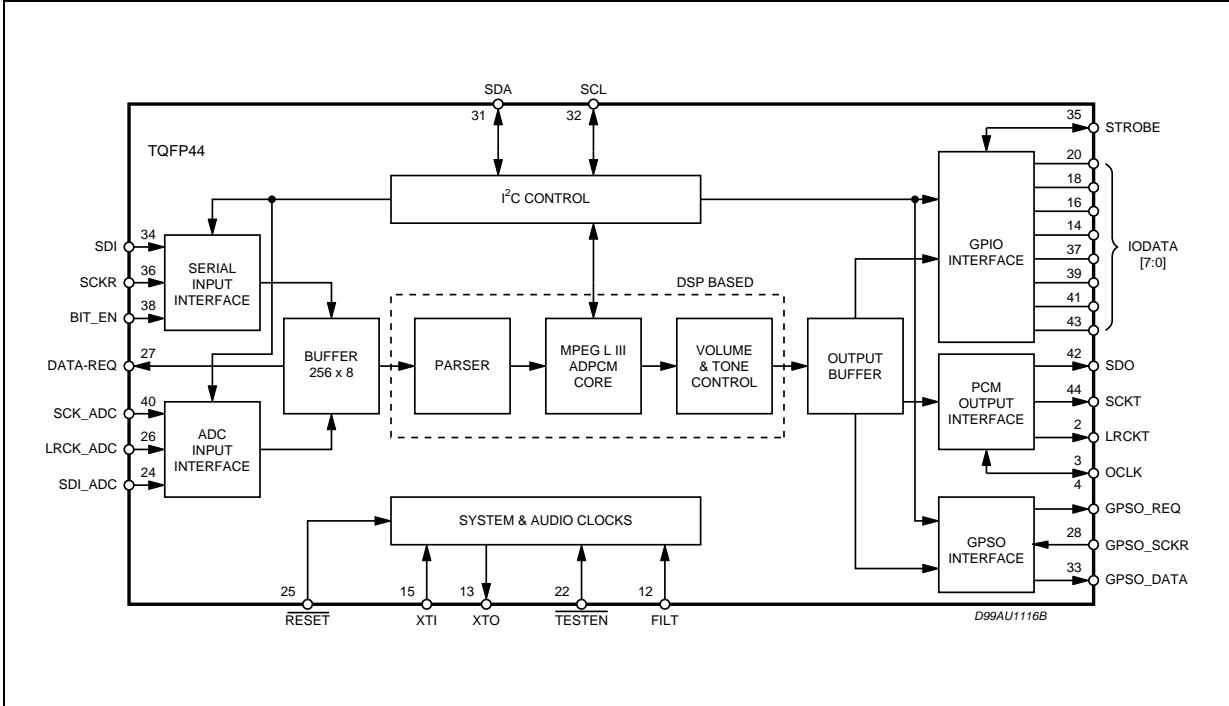 SDA
SCL
31
32
35
STROBE
TQFP44
20
18
16
14
37
39
41
43
IODATA
[7:0]
I2C CONTROL
GPIO
INTERFACE
SDI
34
SCKR
36
BIT_EN
38
SERIAL
INPUT
INTERFACE
DSP BASED
DATA-REQ
27
BUFFER
256 x 8
PARSER
MPEG L III
ADPCM
CORE
VOLUME
& TONE
CONTROL
OUTPUT
BUFFER
PCM
OUTPUT
INTERFACE
42
SDO
44
SCKT
2
LRCKT
3
OCLK
SCK_ADC
40
LRCK_ADC
26
SDI_ADC
24
ADC
INPUT
INTERFACE
SYSTEM & AUDIO CLOCKS
GPSO
INTERFACE
4
GPSO_REQ
28
GPSO_SCKR
33
GPSO_DATA
25
15
13
22
12
RESET
XTI
XTO
TESTEN
FILT
D99AU1116B